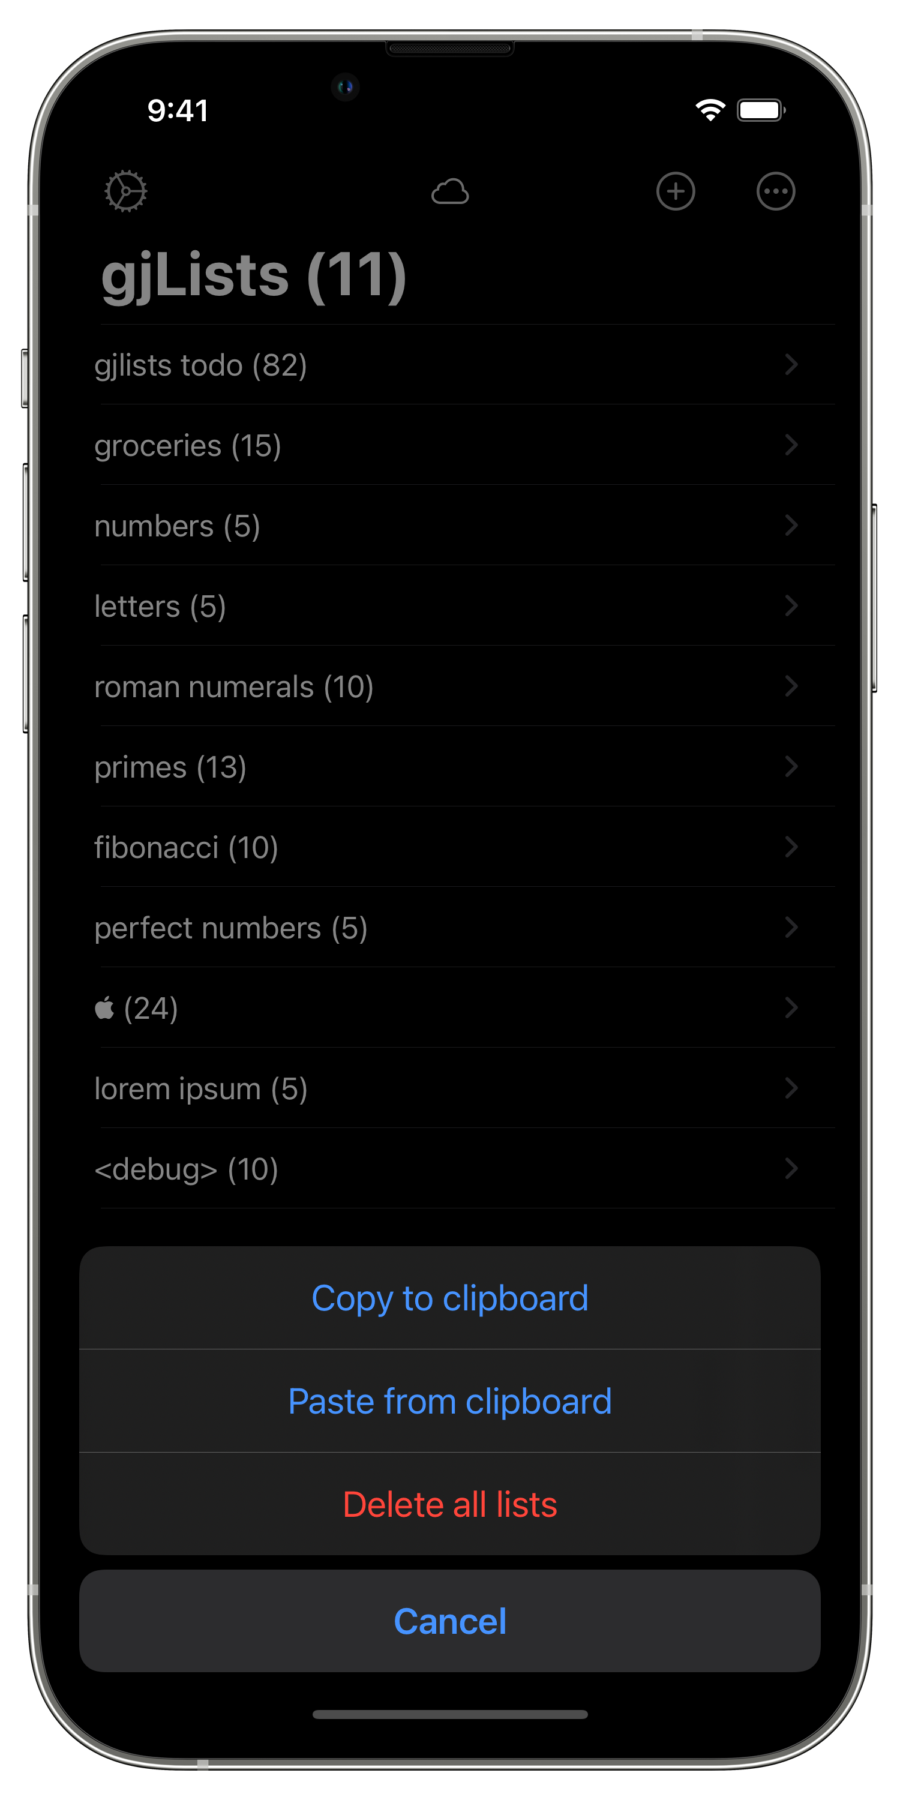 9:41
gjLists (11)
gjlists todo (82)
groceries (15)
numbers (5)
letters (5)
roman numerals (10)
primes (13)
fibonacci (10)
perfect numbers (5)
 (24)
lorem ipsum (5)
<debug> (10)
Copy to clipboard
Paste from clipboard
Delete all lists
Cancel